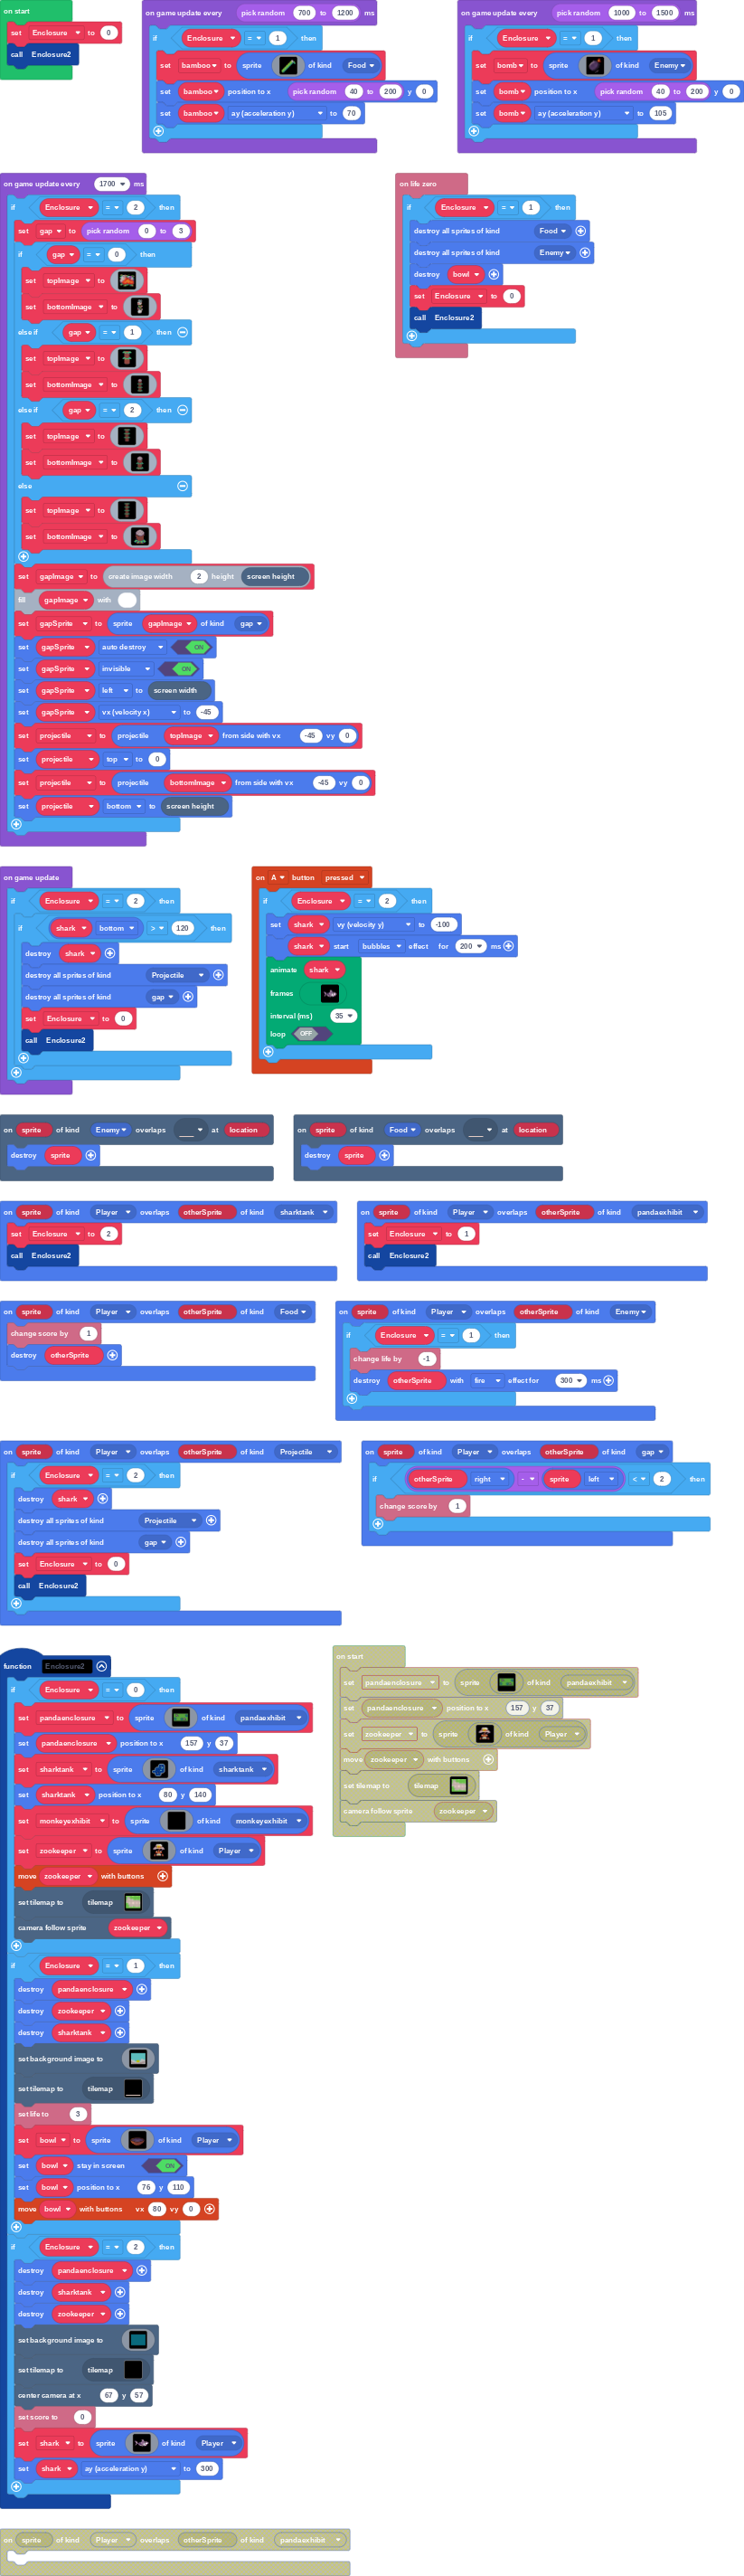 on start
set Enclosure to 0
call Enclosure2
on game update every pick random 700 to 1200 ms
if Enclosure = 1 then
set bamboo to sprite of kind Food
set bamboo position to x pick random 40 to 200 y 0
set bamboo ay (acceleration y) to 70
on game update every pick random 1000 to 1500 ms
if Enclosure = 1 then
set bomb to sprite of kind Enemy
set bomb position to x pick random 40 to 200 y 0
set bomb ay (acceleration y) to 105
on game update every 1700 ms
if Enclosure = 2 then
set gap to pick random 0 to 3
if gap = 0 then
set topImage to
set bottomImage to
else if gap = 1 then
set topImage to
set bottomImage to
else if gap = 2 then
set topImage to
set bottomImage to
else
set topImage to
set bottomImage to
set gapImage to create image width 2 height screen height
fill gapImage with
set gapSprite to sprite gapImage of kind gap
set gapSprite auto destroy ON
set gapSprite invisible ON
set gapSprite left to screen width
set gapSprite vx (velocity x) to -45
set projectile to projectile topImage from side with vx -45 vy 0
set projectile top to 0
set projectile to projectile bottomImage from side with vx -45 vy 0
set projectile bottom to screen height
on life zero
if Enclosure = 1 then
destroy all sprites of kind Food
destroy all sprites of kind Enemy
destroy bowl
set Enclosure to 0
call Enclosure2
on game update
if Enclosure = 2 then
if shark bottom > 120 then
destroy shark
destroy all sprites of kind Projectile
destroy all sprites of kind gap
set Enclosure to 0
call Enclosure2
on A button pressed
if Enclosure = 2 then
set shark vy (velocity y) to -100
shark start bubbles effect for 200 ms
animate shark
frames
interval (ms) 35
loop OFF
on sprite of kind Enemy overlaps at location
destroy sprite
on sprite of kind Food overlaps at location
destroy sprite
on sprite of kind Player overlaps otherSprite of kind sharktank
set Enclosure to 2
call Enclosure2
on sprite of kind Player overlaps otherSprite of kind pandaexhibit
set Enclosure to 1
call Enclosure2
on sprite of kind Player overlaps otherSprite of kind Food
change score by 1
destroy otherSprite
on sprite of kind Player overlaps otherSprite of kind Enemy
if Enclosure = 1 then
change life by -1
destroy otherSprite with fire effect for 300 ms
on sprite of kind Player overlaps otherSprite of kind Projectile
if Enclosure = 2 then
destroy shark
destroy all sprites of kind Projectile
destroy all sprites of kind gap
set Enclosure to 0
call Enclosure2
on sprite of kind Player overlaps otherSprite of kind gap
if otherSprite right - sprite left < 2 then
change score by 1
function Enclosure2
if Enclosure = 0 then
set pandaenclosure to sprite of kind pandaexhibit
set pandaenclosure position to x 157 y 37
set sharktank to sprite of kind sharktank
set sharktank position to x 80 y 140
set monkeyexhibit to sprite of kind monkeyexhibit
set zookeeper to sprite of kind Player
move zookeeper with buttons
set tilemap to tilemap
camera follow sprite zookeeper
if Enclosure = 1 then
destroy pandaenclosure
destroy zookeeper
destroy sharktank
set background image to
set tilemap to tilemap
set life to 3
set bowl to sprite of kind Player
set bowl stay in screen ON
set bowl position to x 76 y 110
move bowl with buttons vx 80 vy 0
if Enclosure = 2 then
destroy pandaenclosure
destroy sharktank
destroy zookeeper
set background image to
set tilemap to tilemap
center camera at x 67 y 57
set score to 0
set shark to sprite of kind Player
set shark ay (acceleration y) to 300
on start
set pandaenclosure to sprite of kind pandaexhibit
set pandaenclosure position to x 157 y 37
set zookeeper to sprite of kind Player
move zookeeper with buttons
set tilemap to tilemap
camera follow sprite zookeeper
on sprite of kind Player overlaps otherSprite of kind pandaexhibit